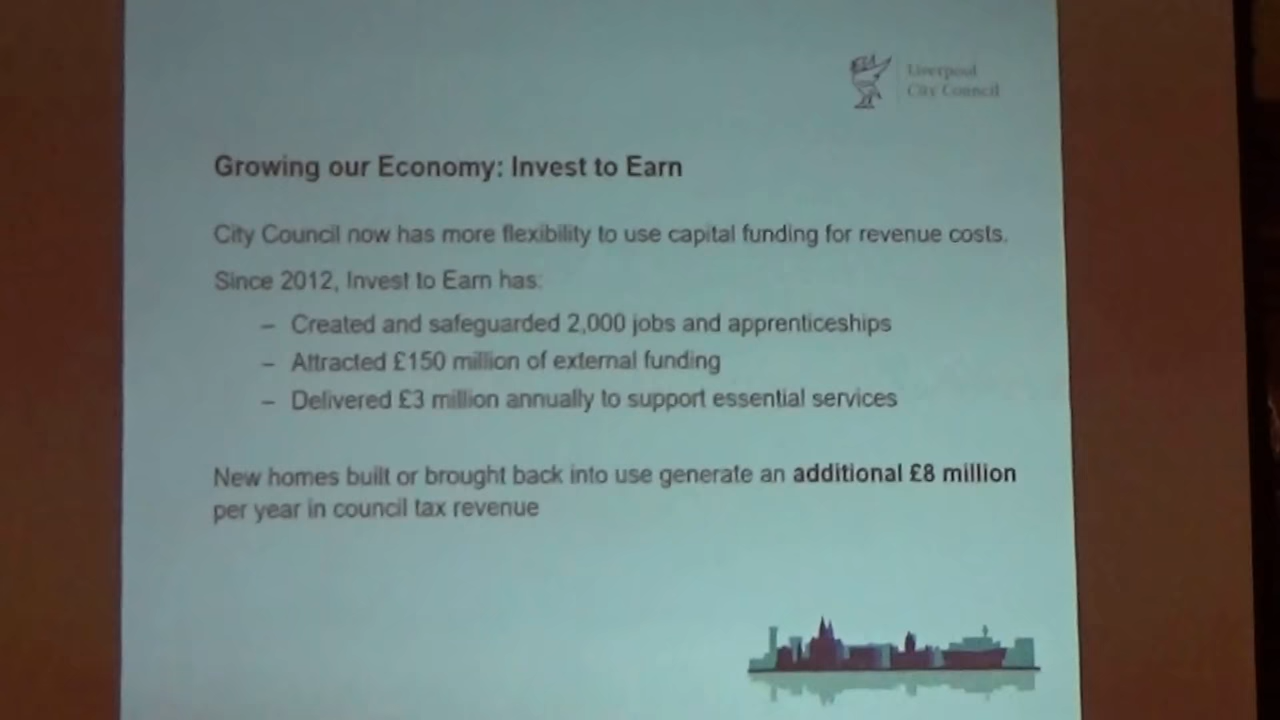 Liverpool
City Council
Growing our Economy: Invest to Earn
City Council now has more flexibility to use capital funding for revenue costs.
Since 2012, Invest to Earn has:
– Created and safeguarded 2,000 jobs and apprenticeships
– Attracted £150 million of external funding
– Delivered £3 million annually to support essential services
New homes built or brought back into use generate an additional £8 million
per year in council tax revenue